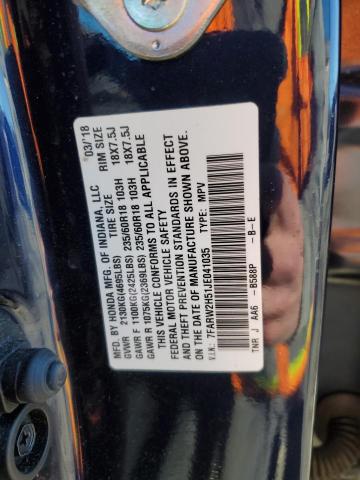 MFD. BY HONDA MFG. OF INDIANA, LLC 03/'18
TIRE SIZE RIM SIZE
GVWR 2130KG(4695LBS)
GAWR F 1100KG(2425LBS) 235/60R18 103H 18X7.5J
GAWR R 1075KG(2369LBS) 235/60R18 103H 18X7.5J
THIS VEHICLE CONFORMS TO ALL APPLICABLE
FEDERAL MOTOR VEHICLE SAFETY
AND THEFT PREVENTION STANDARDS IN EFFECT
ON THE DATE OF MANUFACTURE SHOWN ABOVE.
V.I.N.: 7FARW2H51JE041035 TYPE: MPV
TNR J AA6 -B588P -B-E